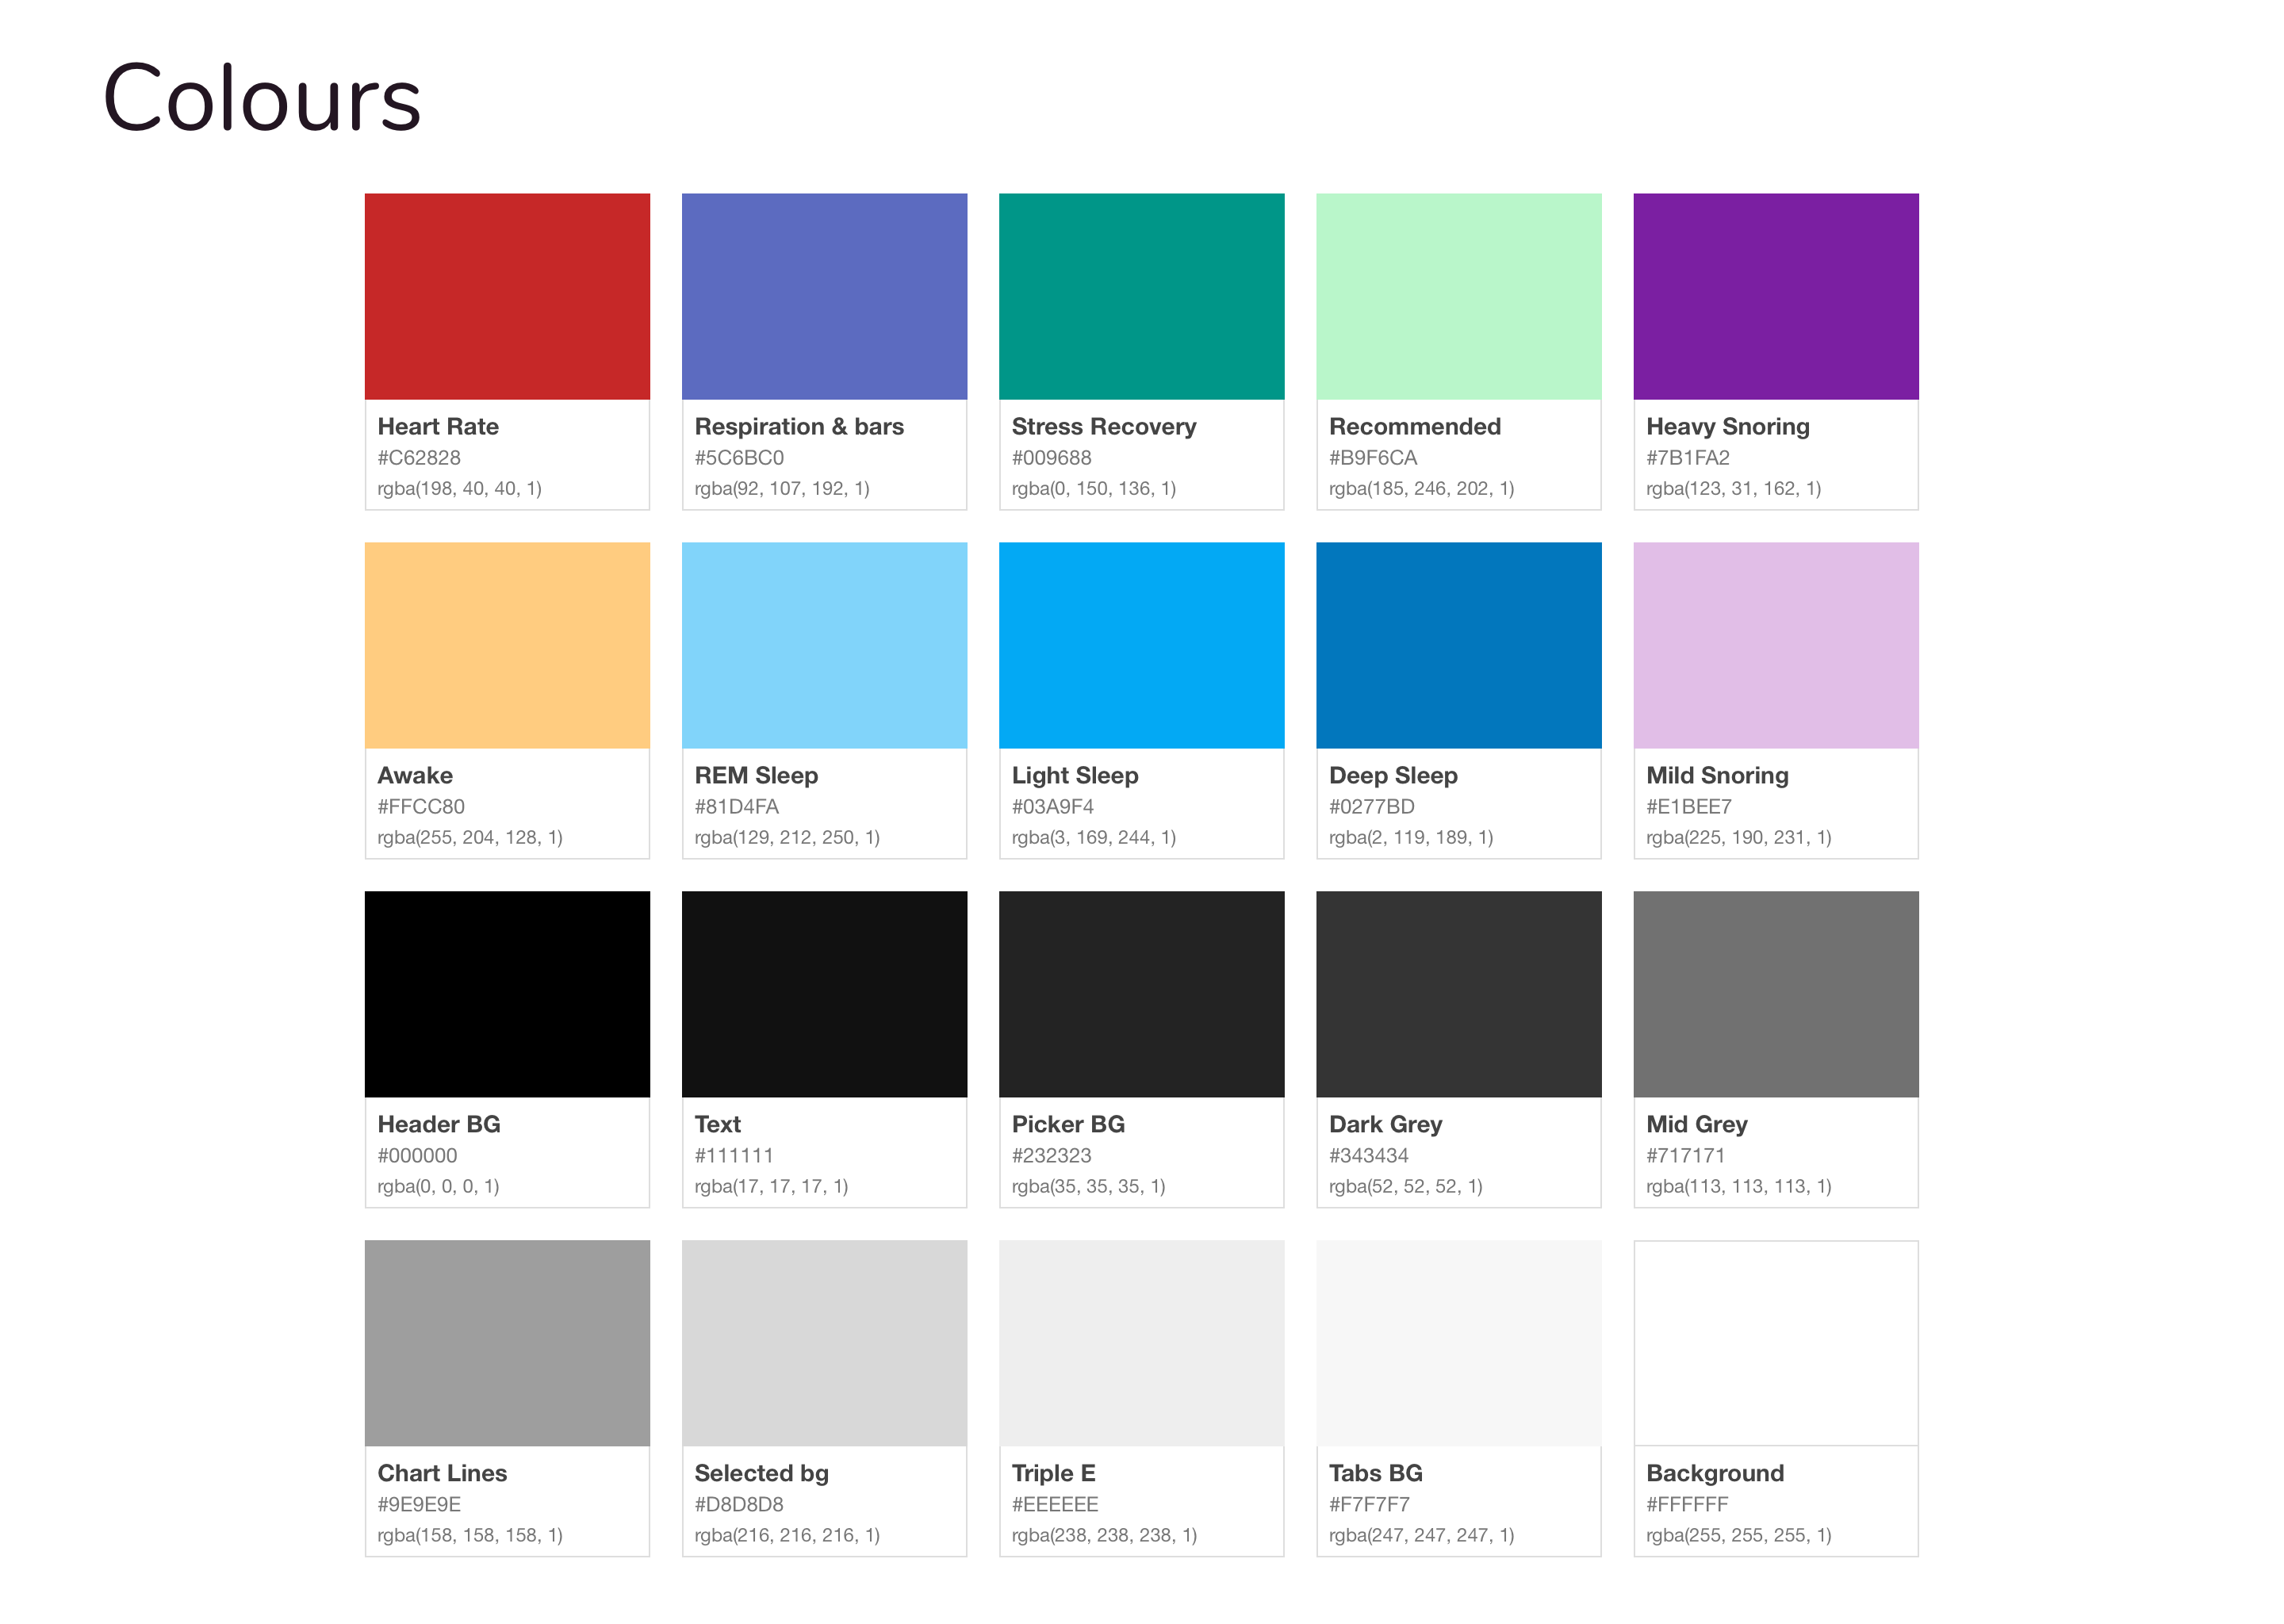 Colours
Heart Rate
#C62828
rgba(198, 40, 40, 1)
Respiration & bars
#5C6BC0
rgba(92, 107, 192, 1)
Stress Recovery
#009688
rgba(0, 150, 136, 1)
Recommended
#B9F6CA
rgba(185, 246, 202, 1)
Heavy Snoring
#7B1FA2
rgba(123, 31, 162, 1)
Awake
#FFCC80
rgba(255, 204, 128, 1)
REM Sleep
#81D4FA
rgba(129, 212, 250, 1)
Light Sleep
#03A9F4
rgba(3, 169, 244, 1)
Deep Sleep
#0277BD
rgba(2, 119, 189, 1)
Mild Snoring
#E1BEE7
rgba(225, 190, 231, 1)
Header BG
#000000
rgba(0, 0, 0, 1)
Text
#111111
rgba(17, 17, 17, 1)
Picker BG
#232323
rgba(35, 35, 35, 1)
Dark Grey
#343434
rgba(52, 52, 52, 1)
Mid Grey
#717171
rgba(113, 113, 113, 1)
Chart Lines
#9E9E9E
rgba(158, 158, 158, 1)
Selected bg
#D8D8D8
rgba(216, 216, 216, 1)
Triple E
#EEEEEE
rgba(238, 238, 238, 1)
Tabs BG
#F7F7F7
rgba(247, 247, 247, 1)
Background
#FFFFFF
rgba(255, 255, 255, 1)